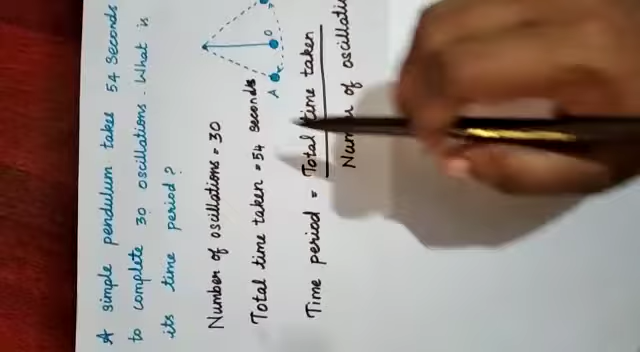 A simple pendulum takes 54 seconds
to complete 30 oscillations. What is
its time period?
Number of oscillations = 30
Total time taken = 54 seconds
O
A
Time period = Total time taken
Number of